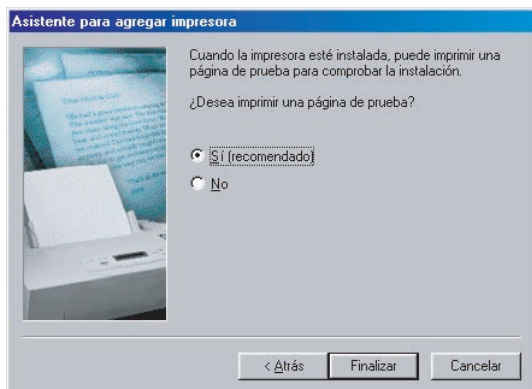 Asistente para agregar impresora
Cuando la impresora esté instalada, puede imprimir una
página de prueba para comprobar la instalación.
¿Desea imprimir una página de prueba?
Sí (recomendado)
No
< Atrás
Finalizar
Cancelar